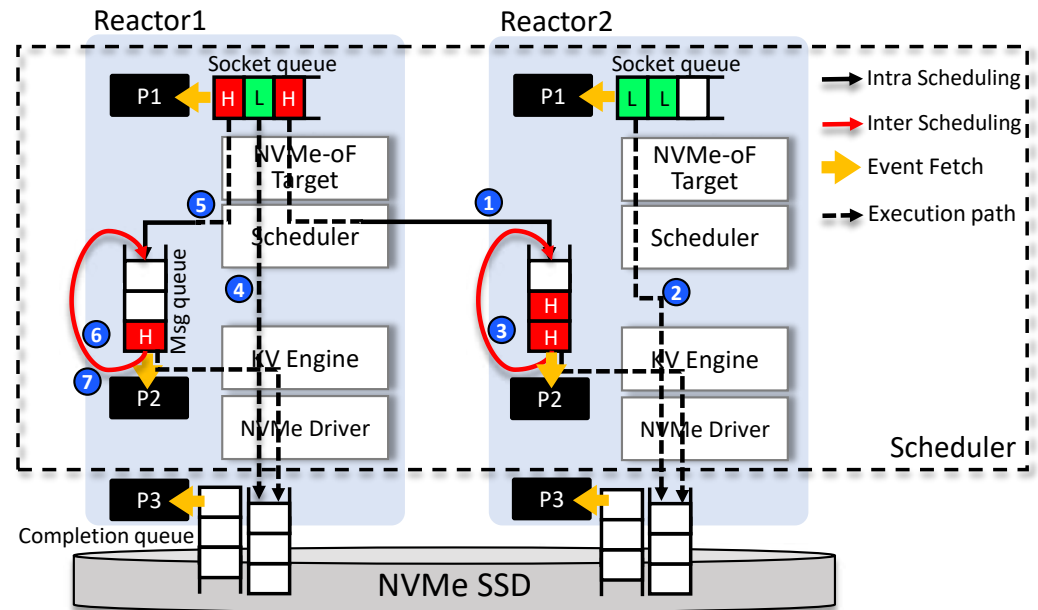 Reactor1
Reactor2
Socket queue
Socket queue
P1
H
L
H
P1
L
L
Intra Scheduling
Inter Scheduling
Event Fetch
Execution path
NVMe-oF
Target
NVMe-oF
Target
5
1
Scheduler
Scheduler
Msg queue
4
2
H
6
7
H
H
3
KV Engine
KV Engine
P2
P2
NVMe Driver
NVMe Driver
Scheduler
P3
P3
Completion queue
NVMe SSD